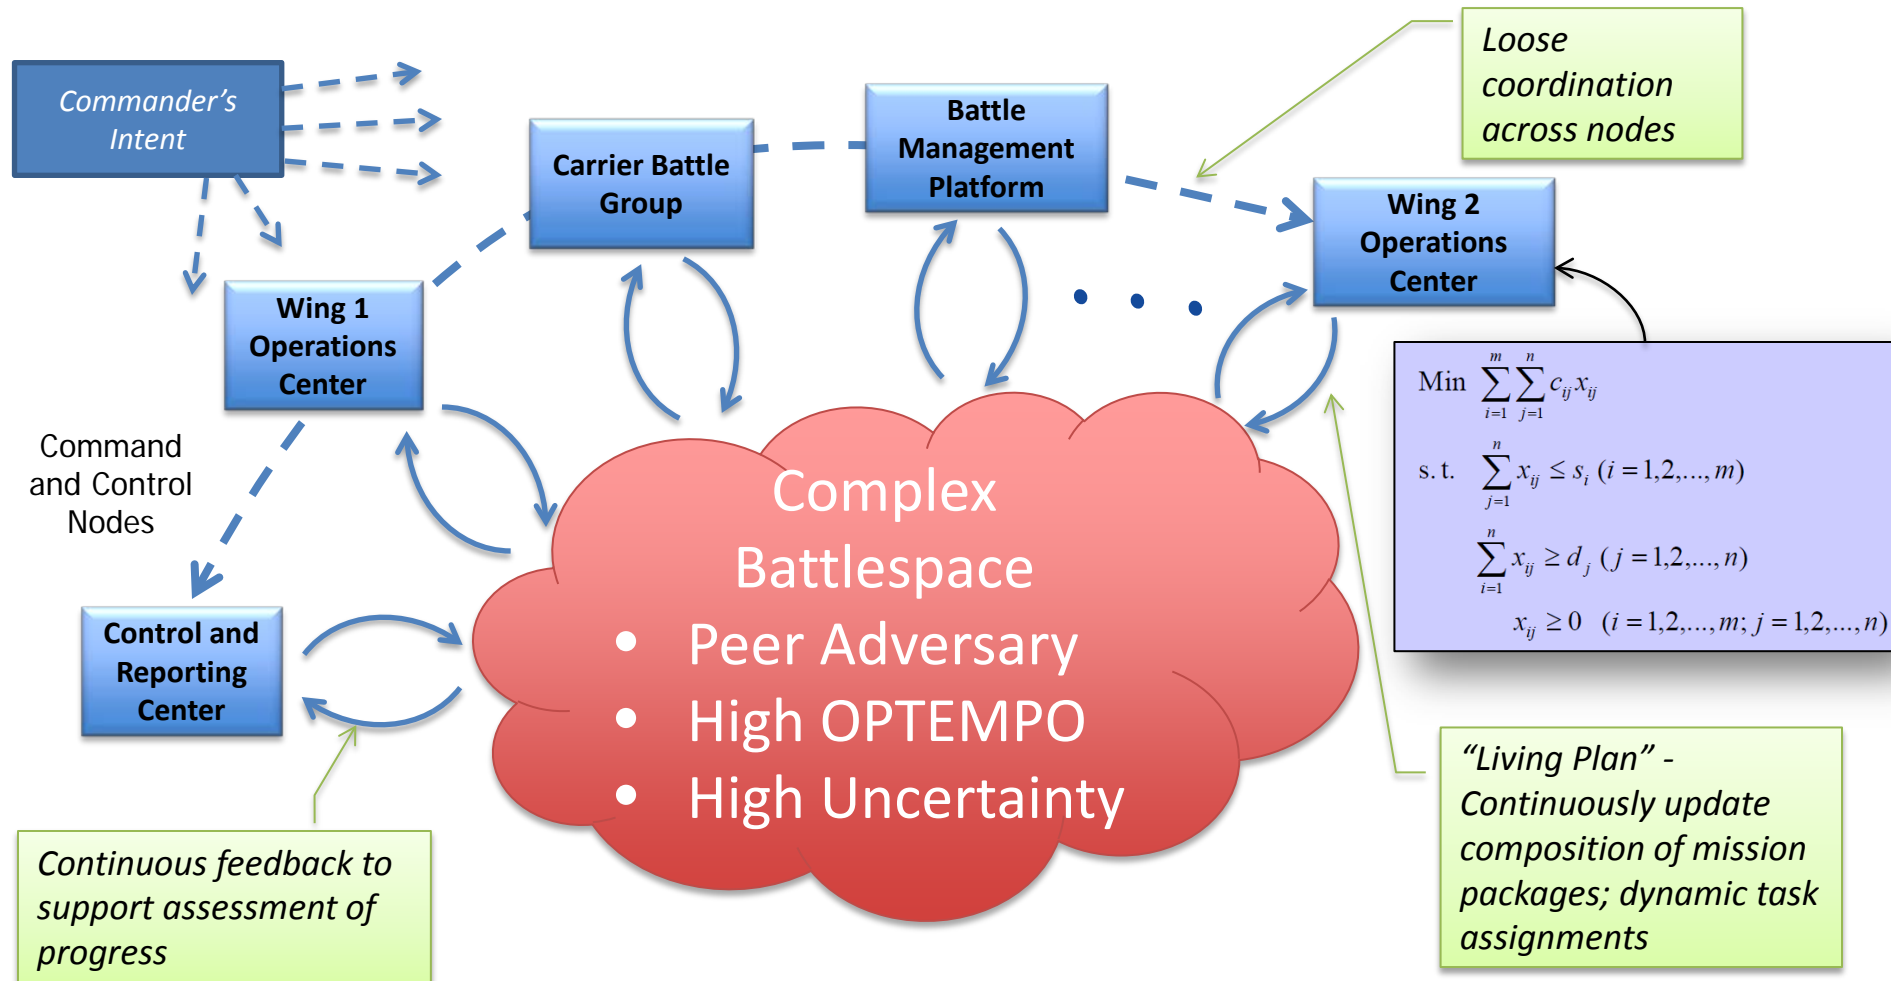 Commander's
Intent
Carrier Battle
Group
Battle
Management
Platform
Loose
coordination
across nodes
Wing 2
Operations
Center
Wing 1
Operations
Center
Command
and Control
Nodes
Control and
Reporting
Center
Complex
Battlespace
• Peer Adversary
• High OPTEMPO
• High Uncertainty
Min \sum_{i=1}^{m} \sum_{j=1}^{n} c_{ij} x_{ij}
s.t. \sum_{j=1}^{n} x_{ij} ≤ s_i (i = 1,2,..., m)
\sum_{i=1}^{n} x_{ij} ≥ d_j (j = 1,2,..., n)
x_{ij} ≥ 0 (i = 1,2,..., m; j = 1,2,..., n)
Continuous feedback to
support assessment of
progress
“Living Plan” -
Continuously update
composition of mission
packages; dynamic task
assignments